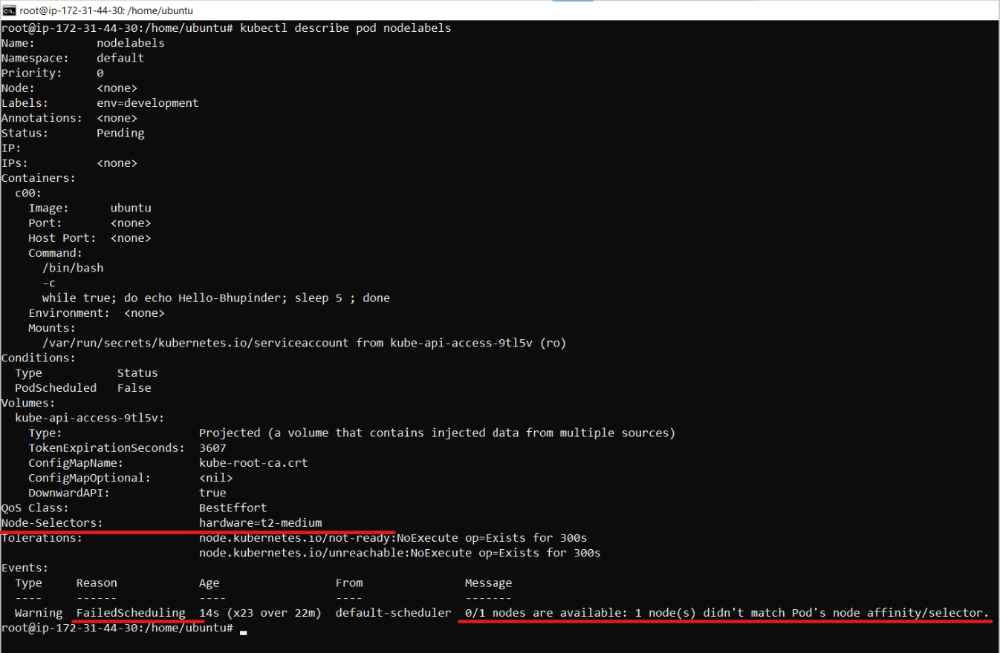 root@ip-172-31-44-30: /home/ubuntu
root@ip-172-31-44-30:/home/ubuntu# kubectl describe pod nodelabels
Name:         nodelabels
Namespace:    default
Priority:     0
Node:         <none>
Labels:       env=development
Annotations:  <none>
Status:       Pending
IP:
IPs:          <none>
Containers:
  c00:
    Image:      ubuntu
    Port:       <none>
    Host Port:  <none>
    Command:
      /bin/bash
      -c
      while true; do echo Hello-Bhupinder; sleep 5 ; done
    Environment:  <none>
    Mounts:
      /var/run/secrets/kubernetes.io/serviceaccount from kube-api-access-9tl5v (ro)
Conditions:
  Type           Status
  PodScheduled   False
Volumes:
  kube-api-access-9tl5v:
    Type:                    Projected (a volume that contains injected data from multiple sources)
    TokenExpirationSeconds:  3607
    ConfigMapName:           kube-root-ca.crt
    ConfigMapOptional:       <nil>
    DownwardAPI:             true
QoS Class:                   BestEffort
Node-Selectors:              hardware=t2-medium
Tolerations:                 node.kubernetes.io/not-ready:NoExecute op=Exists for 300s
                             node.kubernetes.io/unreachable:NoExecute op=Exists for 300s
Events:
  Type     Reason            Age                 From               Message
  ----     ------            ----                ----               -------
  Warning  FailedScheduling  14s (x23 over 22m)  default-scheduler  0/1 nodes are available: 1 node(s) didn't match Pod's node affinity/selector.
root@ip-172-31-44-30:/home/ubuntu#